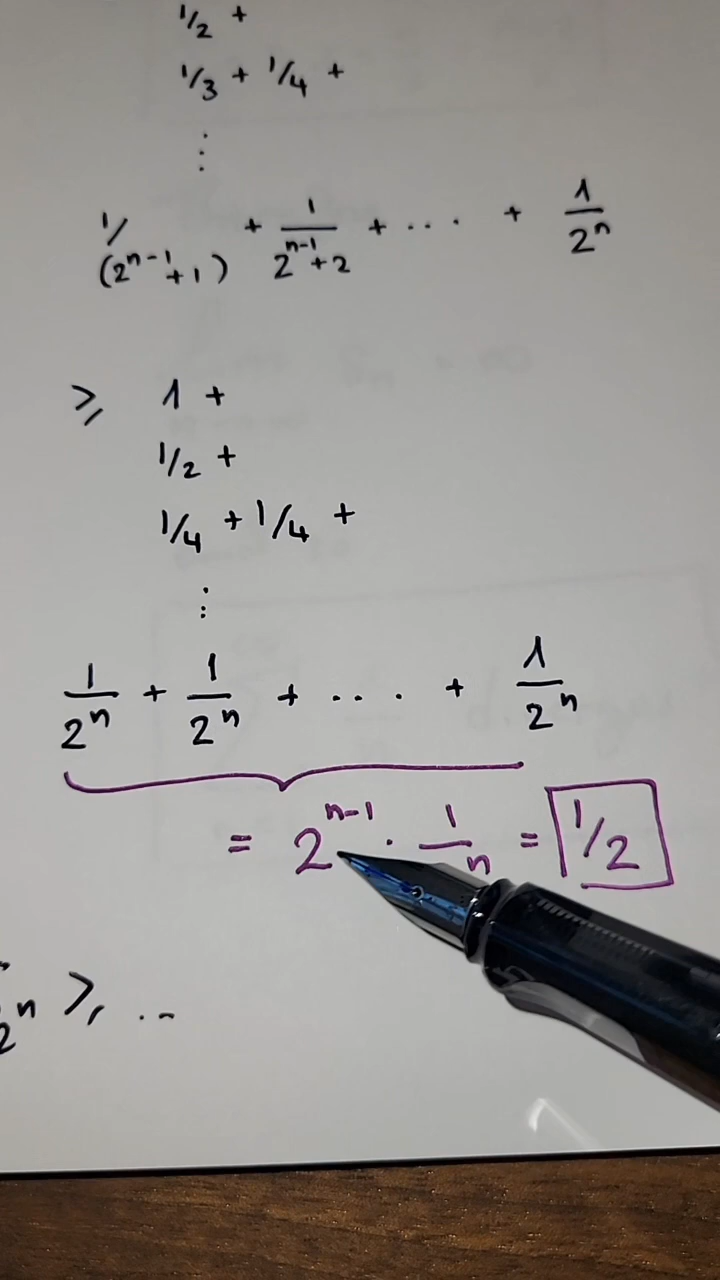 1/2 +
1/3 + 1/4 +
⋮
1/(2^{n-1}+1) + 1/(2^{n-1}+2) + .... + 1/2^n
≥ 1 +
1/2 +
1/4 + 1/4 +
⋮
1/2^n + 1/2^n + .... + 1/2^n
= 2^{n-1} · 1/ n = 1/2
2^n ≥ ...